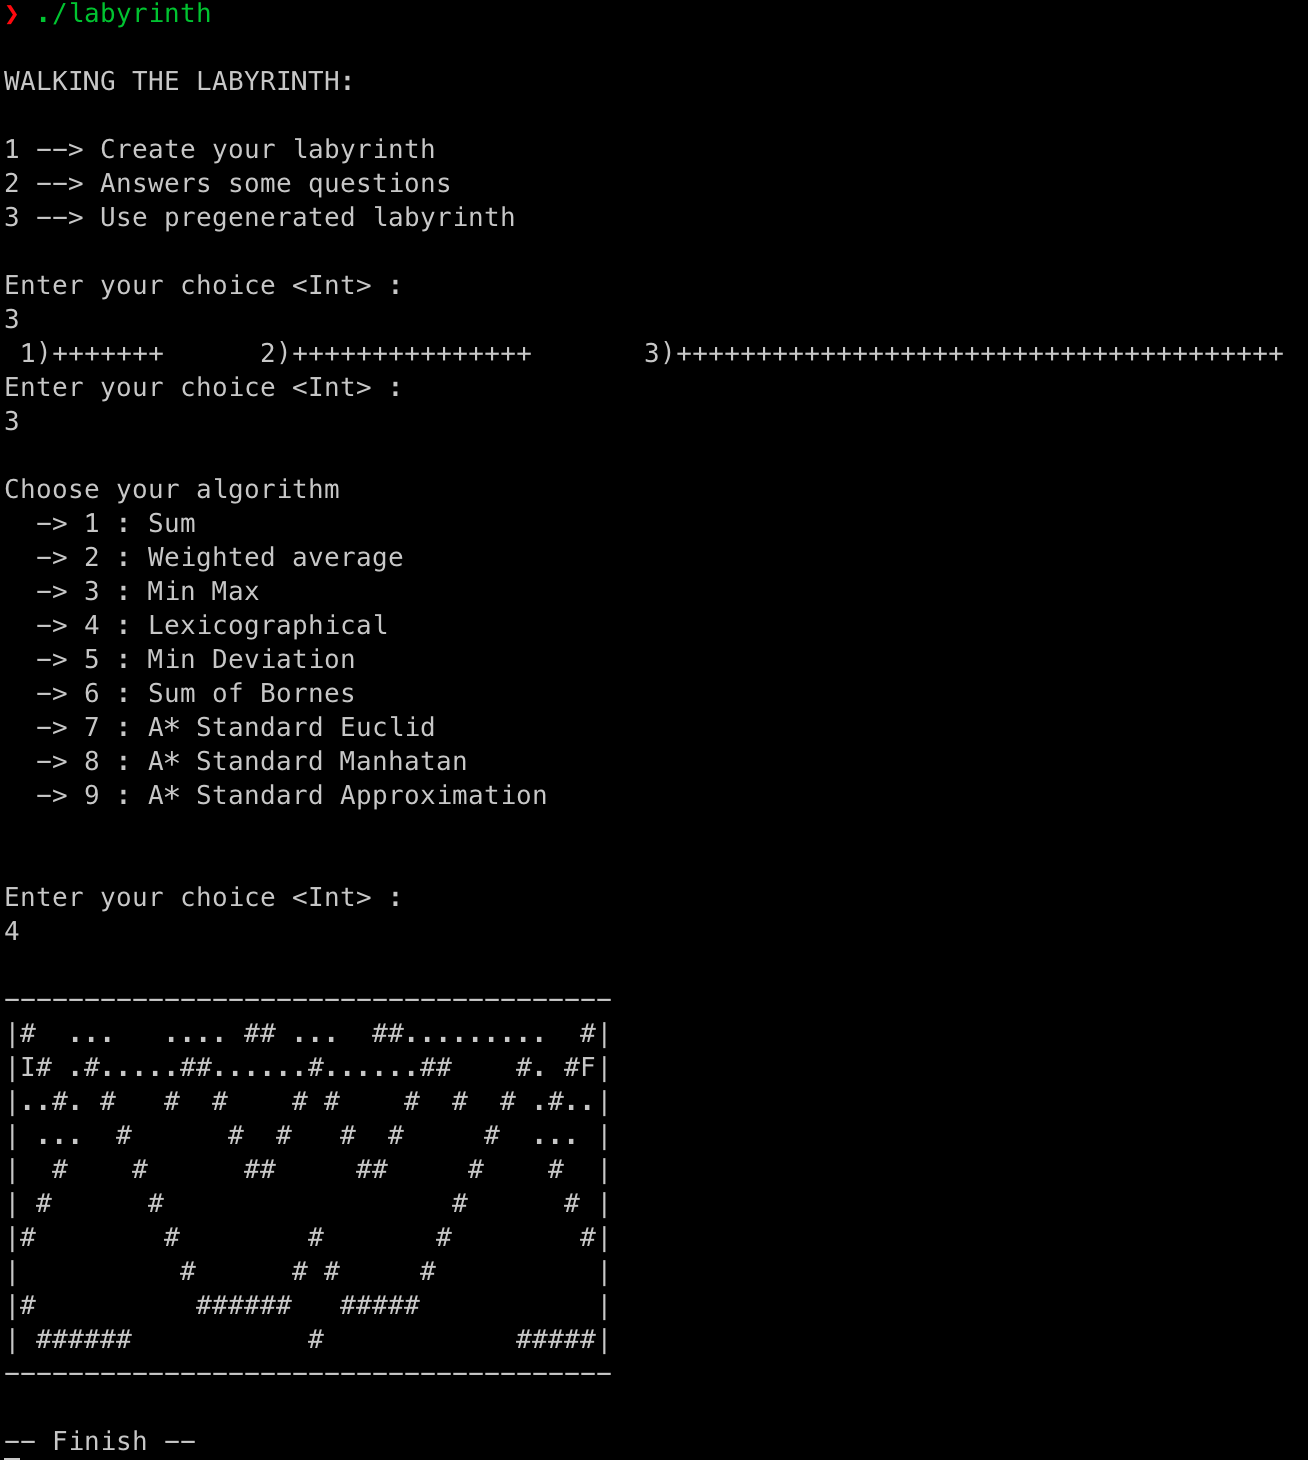 ❯ ./labyrinth
WALKING THE LABYRINTH:
1 --> Create your labyrinth
2 --> Answers some questions
3 --> Use pregenerated labyrinth
Enter your choice <Int> :
3
 1)+++++++      2)+++++++++++++++       3)++++++++++++++++++++++++++++++++++++++
Enter your choice <Int> :
3
Choose your algorithm
  -> 1 : Sum
  -> 2 : Weighted average
  -> 3 : Min Max
  -> 4 : Lexicographical
  -> 5 : Min Deviation
  -> 6 : Sum of Bornes
  -> 7 : A* Standard Euclid
  -> 8 : A* Standard Manhatan
  -> 9 : A* Standard Approximation
Enter your choice <Int> :
4
--------------------------------------
|#  ...   .... ## ...  ##.........  #|
|I# .#.....##......#......##    #. #F|
|..#. #   #  #    # #    #  #  # .#..|
| ...  #      #  #   #  #     #  ... |
|  #    #      ##     ##     #    #  |
| #      #                  #      # |
|#        #        #       #        #|
|          #      # #     #          |
|#          ######   #####           |
| ######           #            #####|
--------------------------------------
-- Finish --